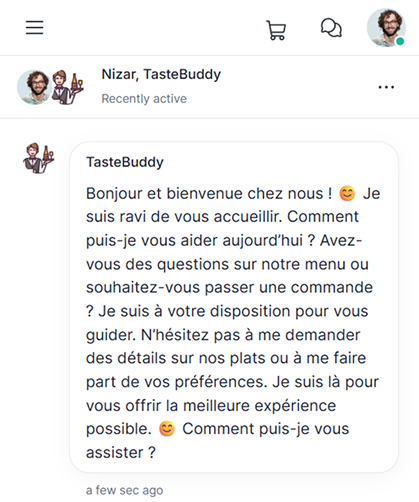 Nizar, TasteBuddy
Recently active
TasteBuddy
Bonjour et bienvenue chez nous ! 😊 Je
suis ravi de vous accueillir. Comment
puis-je vous aider aujourd’hui ? Avez-
vous des questions sur notre menu ou
souhaitez-vous passer une commande
? Je suis à votre disposition pour vous
guider. N’hésitez pas à me demander
des détails sur nos plats ou à me faire
part de vos préférences. Je suis là pour
vous offrir la meilleure expérience
possible. 😊 Comment puis-je vous
assister ?
a few sec ago